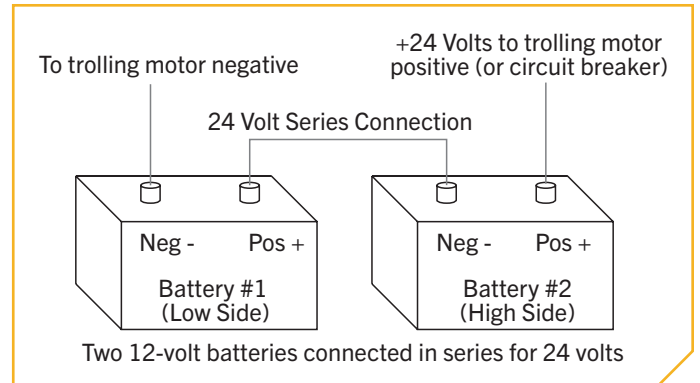 To trolling motor negative
+24 Volts to trolling motor
positive (or circuit breaker)
24 Volt Series Connection
Neg -
Pos +
Battery #1
(Low Side)
Neg -
Pos +
Battery #2
(High Side)
Two 12-volt batteries connected in series for 24 volts